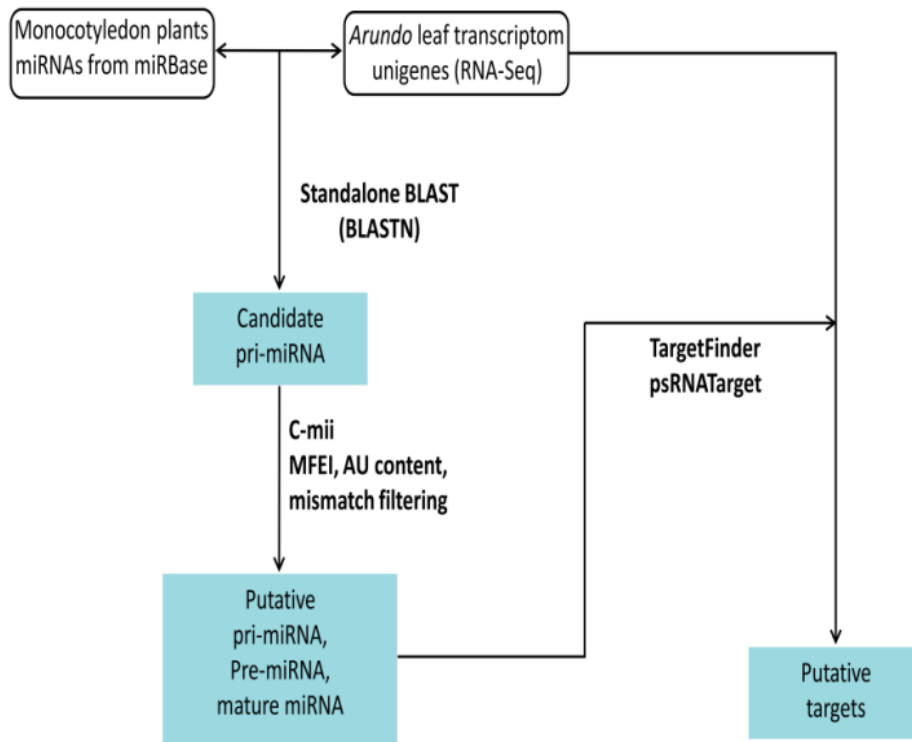 Monocotyledon plants
miRNAs from miRBase
Arundo leaf transcriptom
unigenes (RNA-Seq)
Standalone BLAST
(BLASTN)
Candidate
pri-miRNA
TargetFinder
psRNATarget
C-mii
MFEI, AU content,
mismatch filtering
Putative
pri-miRNA,
Pre-miRNA,
mature miRNA
Putative
targets